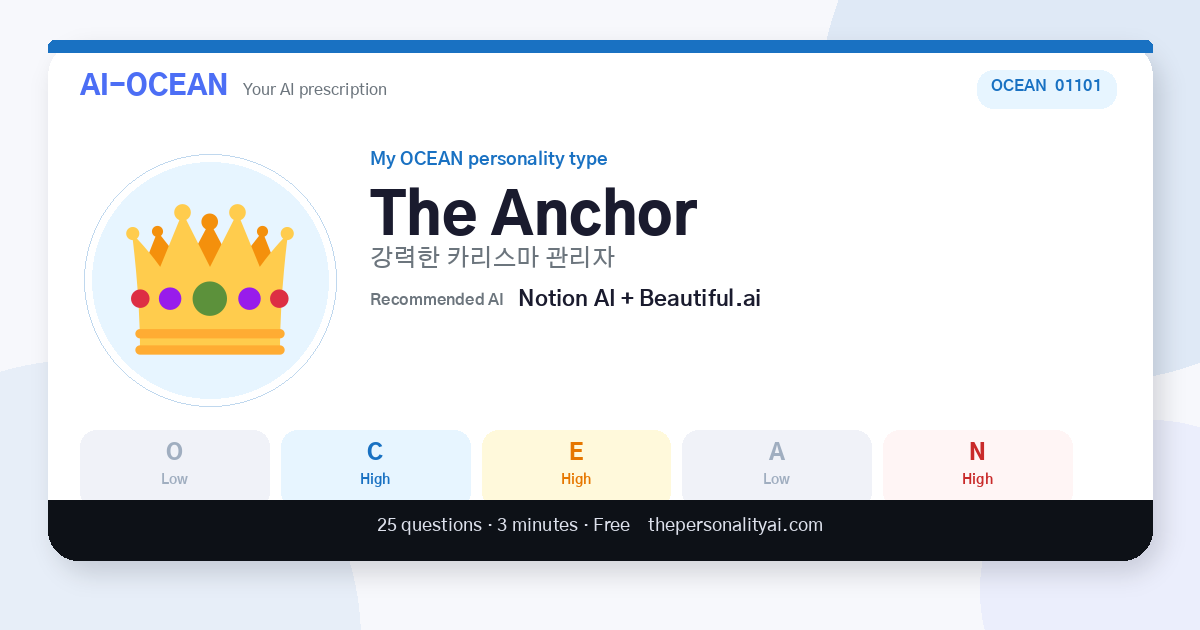 AI-OCEAN Your AI prescription
OCEAN 01101
My OCEAN personality type
The Anchor
강력한 카리스마 관리자
Recommended AI Notion AI + Beautiful.ai
O C E A N
Low High High Low High
25 questions · 3 minutes · Free thepersonalityai.com